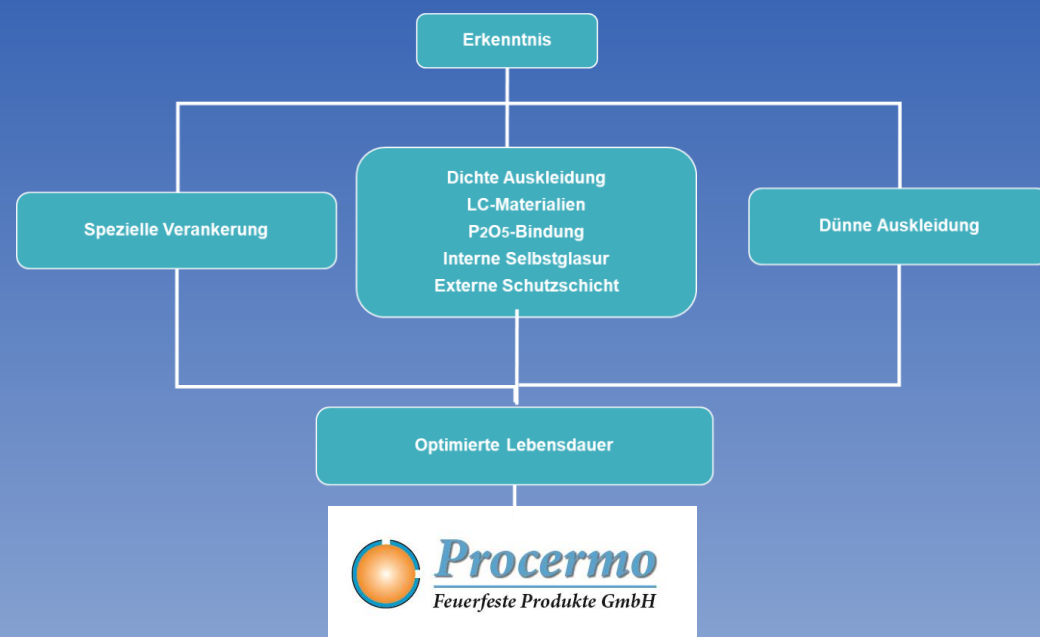 Erkenntnis
Spezielle Verankerung
Dichte Auskleidung
LC-Materialien
P2O5-Bindung
Interne Selbstglasur
Externe Schutzschicht
Dünne Auskleidung
Optimierte Lebensdauer
Procermo
Feuerfeste Produkte GmbH